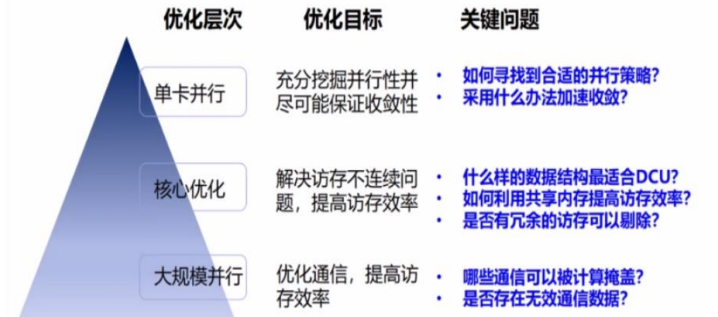 优化层次 优化目标 关键问题
单卡并行
充分挖掘并行性并
尽可能保证收敛性
• 如何寻找到合适的并行策略?
• 采用什么办法加速收敛?
核心优化
解决访存不连续问
题，提高访存效率
• 什么样的数据结构最适合DCU?
• 如何利用共享内存提高访存效率?
• 是否有冗余的访存可以剔除?
大规模并行
优化通信，提高访
存效率
• 哪些通信可以被计算掩盖?
• 是否存在无效通信数据?